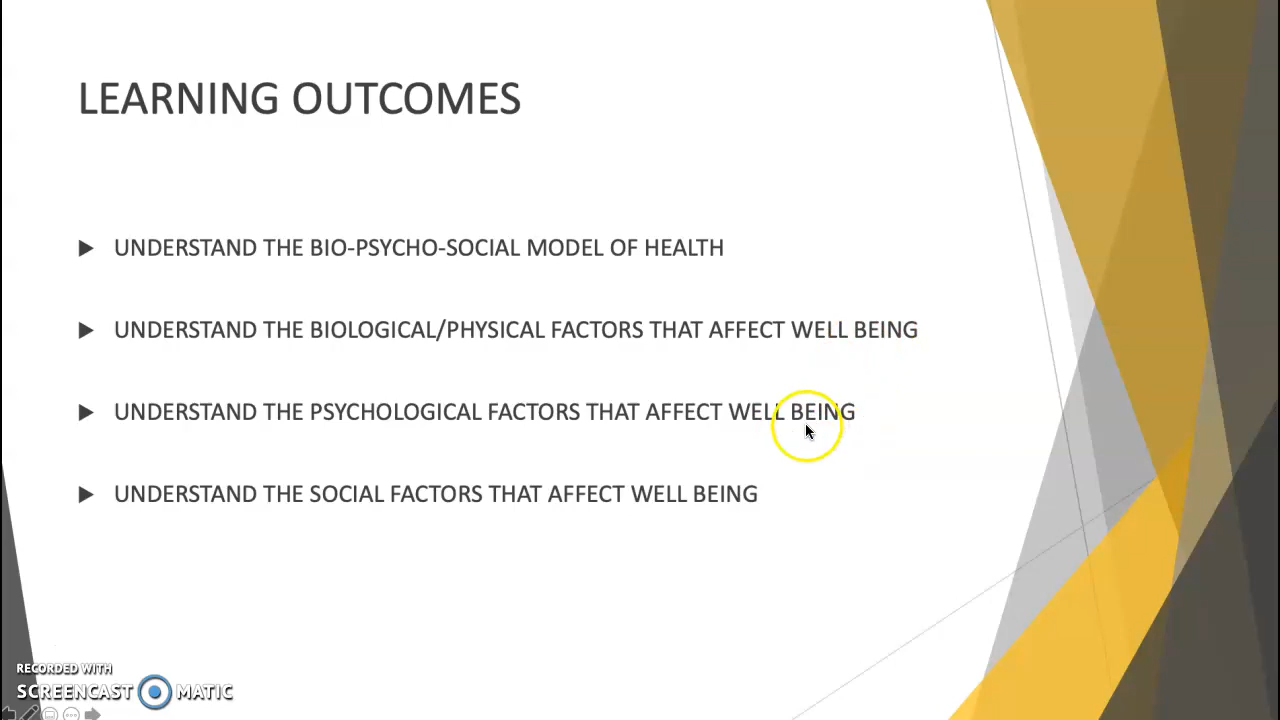 LEARNING OUTCOMES
UNDERSTAND THE BIO-PSYCHO-SOCIAL MODEL OF HEALTH
UNDERSTAND THE BIOLOGICAL/PHYSICAL FACTORS THAT AFFECT WELL BEING
UNDERSTAND THE PSYCHOLOGICAL FACTORS THAT AFFECT WELL BEING
UNDERSTAND THE SOCIAL FACTORS THAT AFFECT WELL BEING
RECORDED WITH
SCREENCAST MATIC